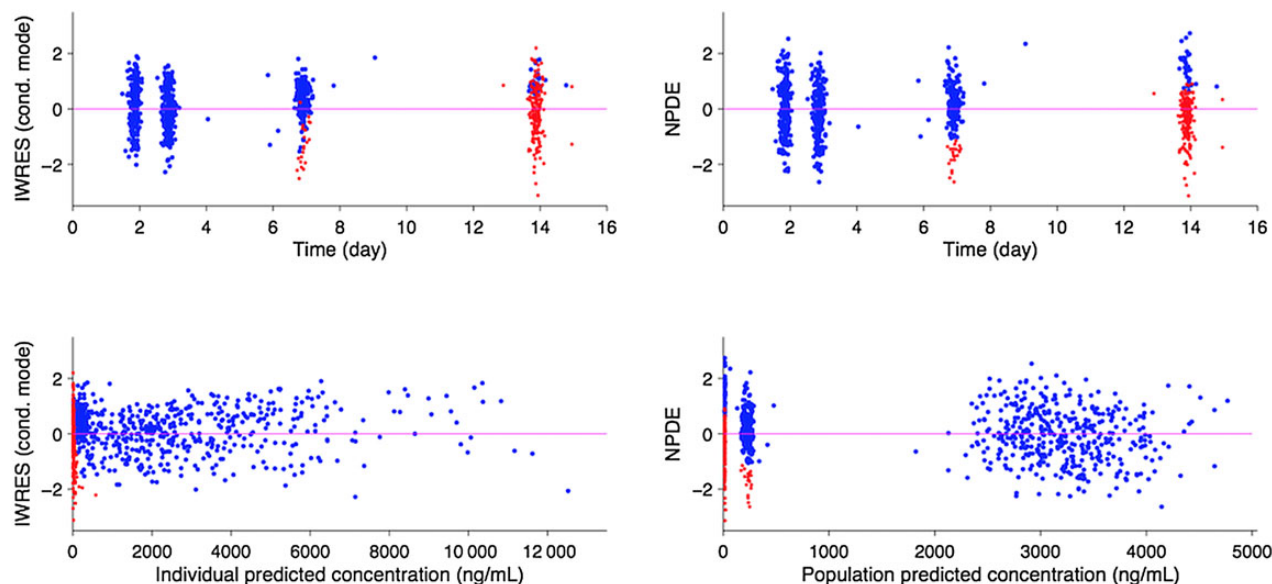 IWRES (cond. mode)
2
0
−2
0 2 4 6 8 10 12 14 16
Time (day)
NPDE
2
0
−2
0 2 4 6 8 10 12 14 16
Time (day)
IWRES (cond. mode)
2
0
−2
0 2000 4000 6000 8000 10 000 12 000
Individual predicted concentration (ng/mL)
NPDE
2
0
−2
0 1000 2000 3000 4000 5000
Population predicted concentration (ng/mL)